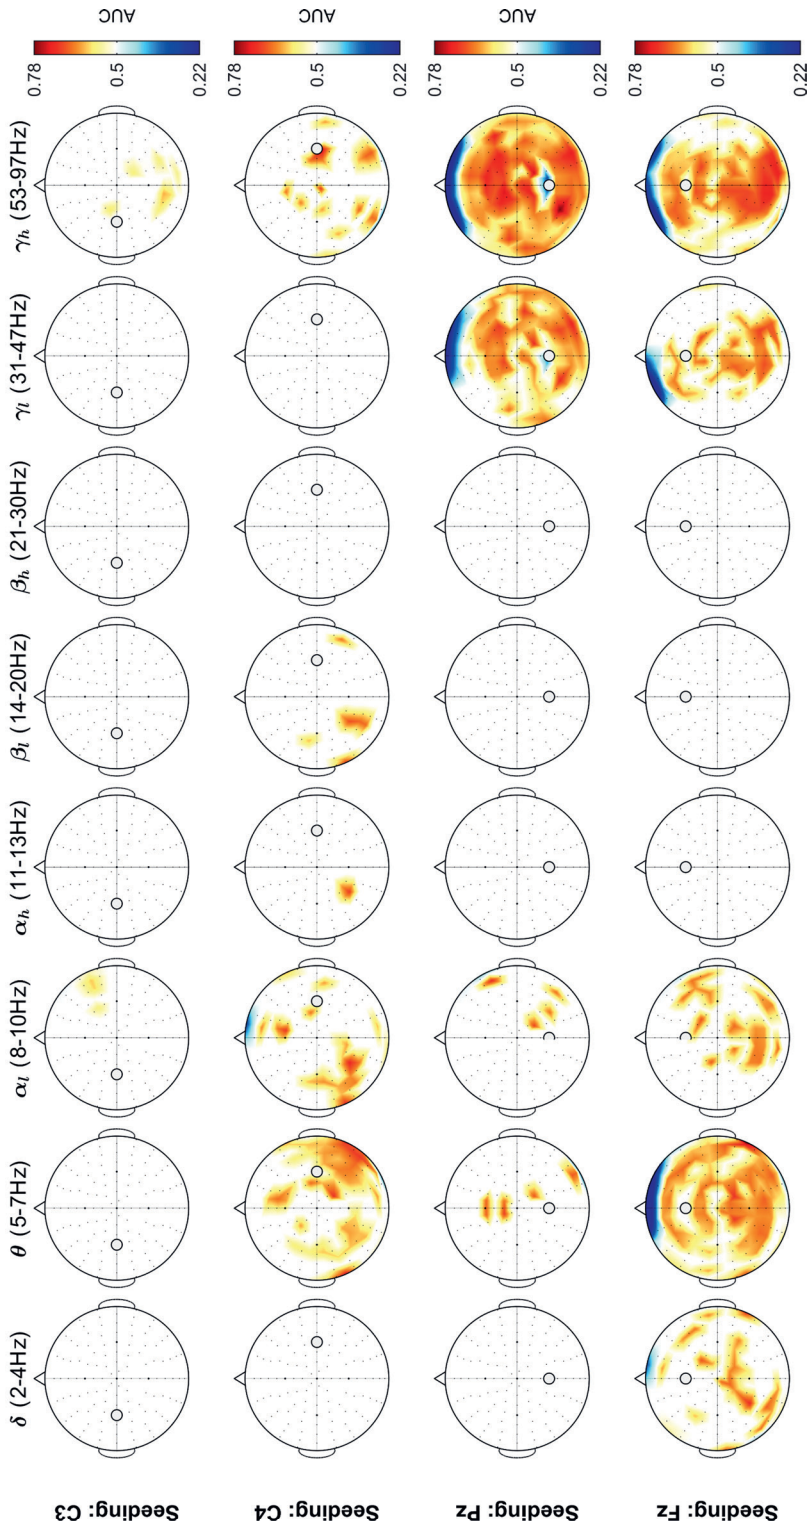 δ (2-4Hz)
θ (5-7Hz)
αl (8-10Hz)
αh (11-13Hz)
βl (14-20Hz)
βh (21-30Hz)
γl (31-47Hz)
γh (53-97Hz)
Seeding: C3
0.78
0.5
0.22
AUC
Seeding: C4
0.78
0.5
0.22
AUC
Seeding: Pz
0.78
0.5
0.22
AUC
Seeding: Fz
0.78
0.5
0.22
AUC